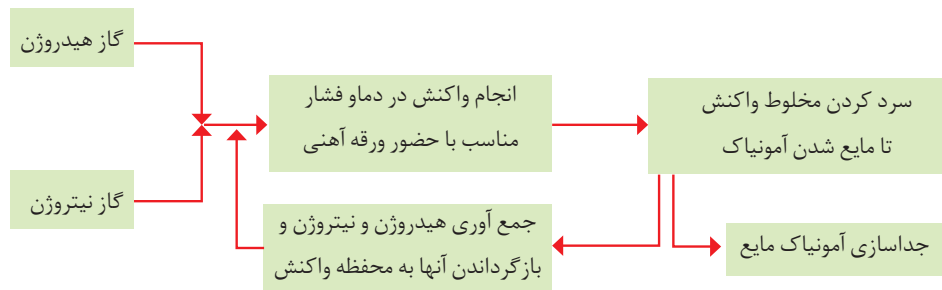 گاز هیدروژن
گاز نیتروژن
انجام واکنش در دماو فشار
مناسب با حضور ورقه آهنی
سرد کردن مخلوط واکنش
تا مایع شدن آمونیاک
جمع آوری هیدروژن و نیتروژن و
بازگرداندن آنها به محفظه واکنش
جداسازی آمونیاک مایع